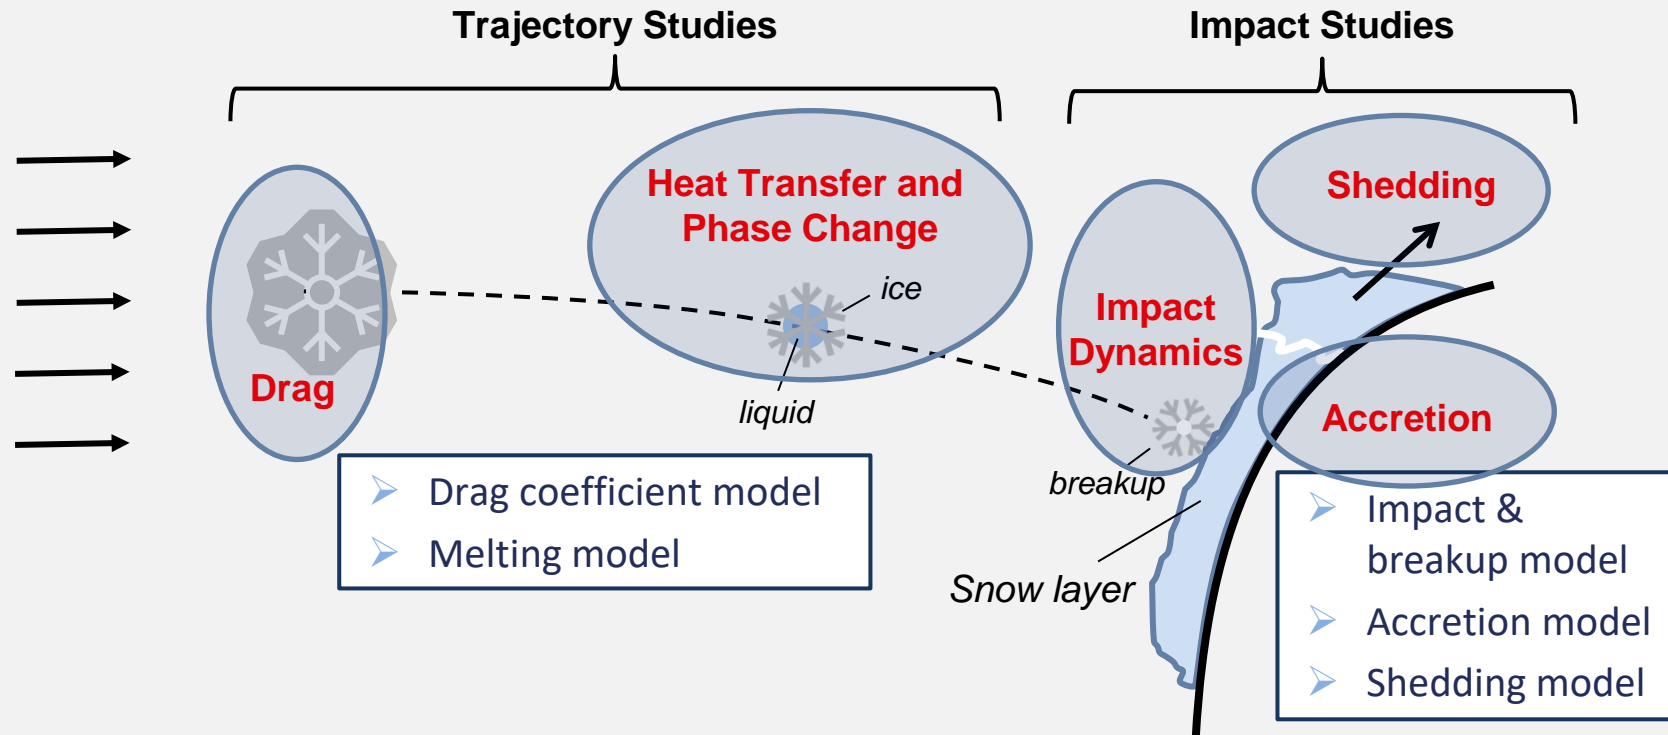 Trajectory Studies
Impact Studies
Heat Transfer and
Phase Change
Shedding
ice
Impact
Dynamics
Drag
liquid
Accretion
breakup
Drag coefficient model
Melting model
Snow layer
Impact &
breakup model
Accretion model
Shedding model